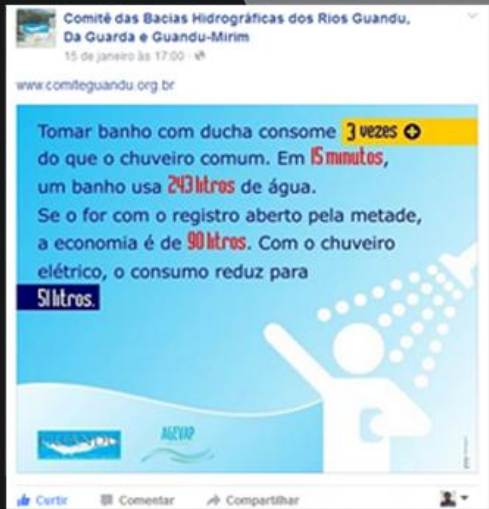 Comitê das Bacias Hidrográficas dos Rios Guandu,
Da Guarda e Guandu-Mirim
15 de janeiro às 17:00 ·
www.comiteguandu.org.br
Tomar banho com ducha consome 3 vezes +
do que o chuveiro comum. Em 15 minutos,
um banho usa 243 litros de água.
Se o for com o registro aberto pela metade,
a economia é de 90 litros. Com o chuveiro
elétrico, o consumo reduz para
51 litros.
GUANDU AGEVAP
Curtir Comentar Compartilhar